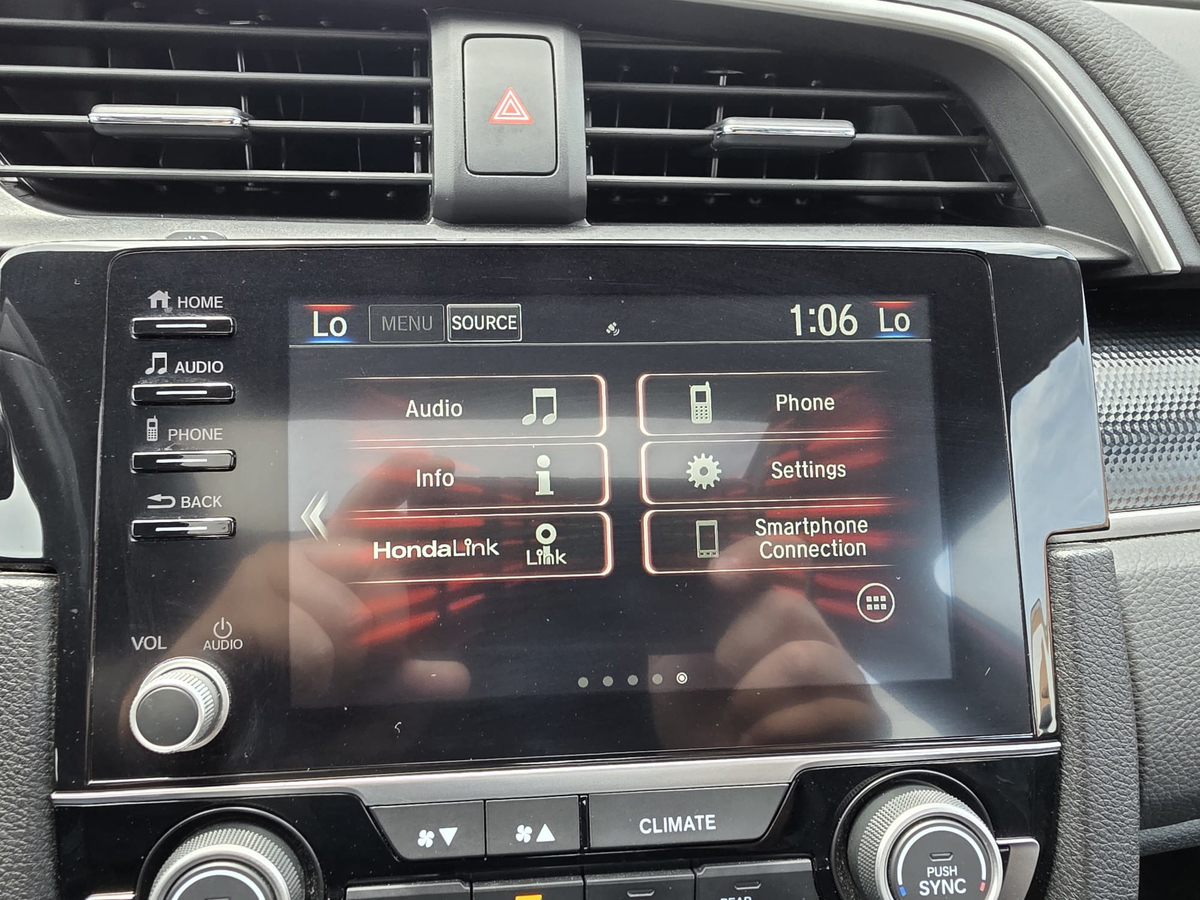 HOME
AUDIO
PHONE
BACK
VOL
AUDIO
Lo MENU SOURCE 1:06 Lo
Audio
Phone
Info
Settings
HondaLink
Link
Smartphone
Connection
CLIMATE
PUSH
SYNC
REAR